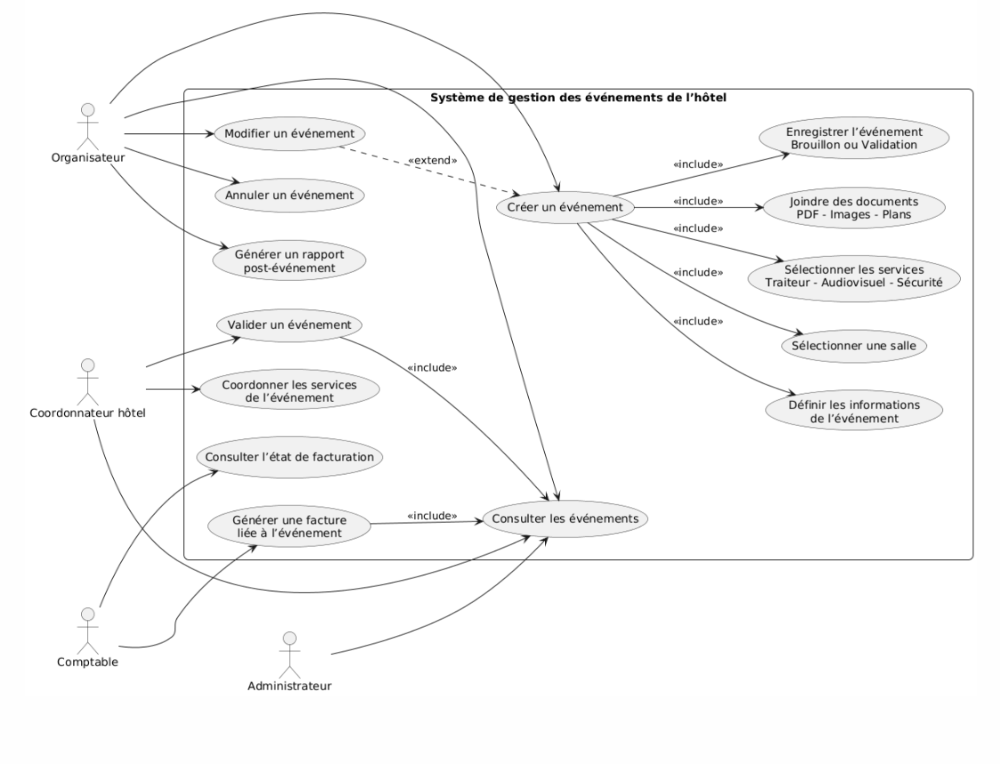 Système de gestion des événements de l’hôtel
Organisateur
Modifier un événement
«extend»
Annuler un événement
Générer un rapport
post-événement
Créer un événement
«include»
Enregistrer l’événement
Brouillon ou Validation
«include»
Joindre des documents
PDF - Images - Plans
«include»
Sélectionner les services
Traiteur - Audiovisuel - Sécurité
«include»
Sélectionner une salle
«include»
Définir les informations
de l’événement
Coordonnateur hôtel
Valider un événement
«include»
Coordonner les services
de l’événement
Consulter l’état de facturation
Générer une facture
liée à l’événement
«include»
Consulter les événements
Comptable
Administrateur